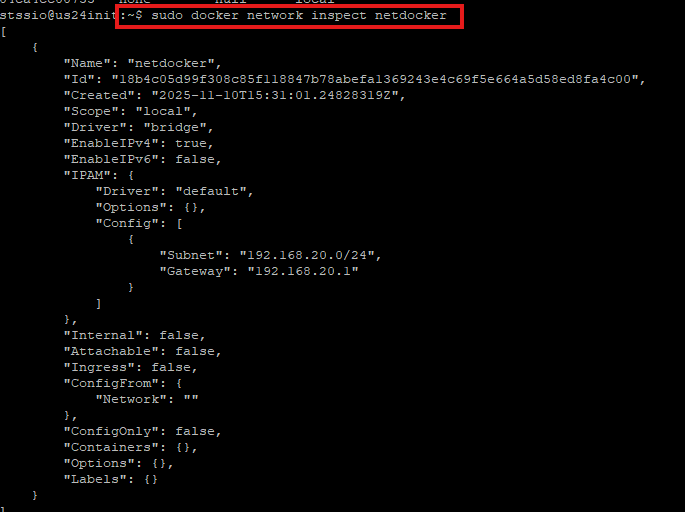 stssio@us24init:~$ sudo docker network inspect netdocker
[
    {
        "Name": "netdocker",
        "Id": "18b4c05d99f308c85f118847b78abefa1369243e4c69f5e664a5d58ed8fa4c00",
        "Created": "2025-11-10T15:31:01.24828319Z",
        "Scope": "local",
        "Driver": "bridge",
        "EnableIPv4": true,
        "EnableIPv6": false,
        "IPAM": {
            "Driver": "default",
            "Options": {},
            "Config": [
                {
                    "Subnet": "192.168.20.0/24",
                    "Gateway": "192.168.20.1"
                }
            ]
        },
        "Internal": false,
        "Attachable": false,
        "Ingress": false,
        "ConfigFrom": {
            "Network": ""
        },
        "ConfigOnly": false,
        "Containers": {},
        "Options": {},
        "Labels": {}
    }
]